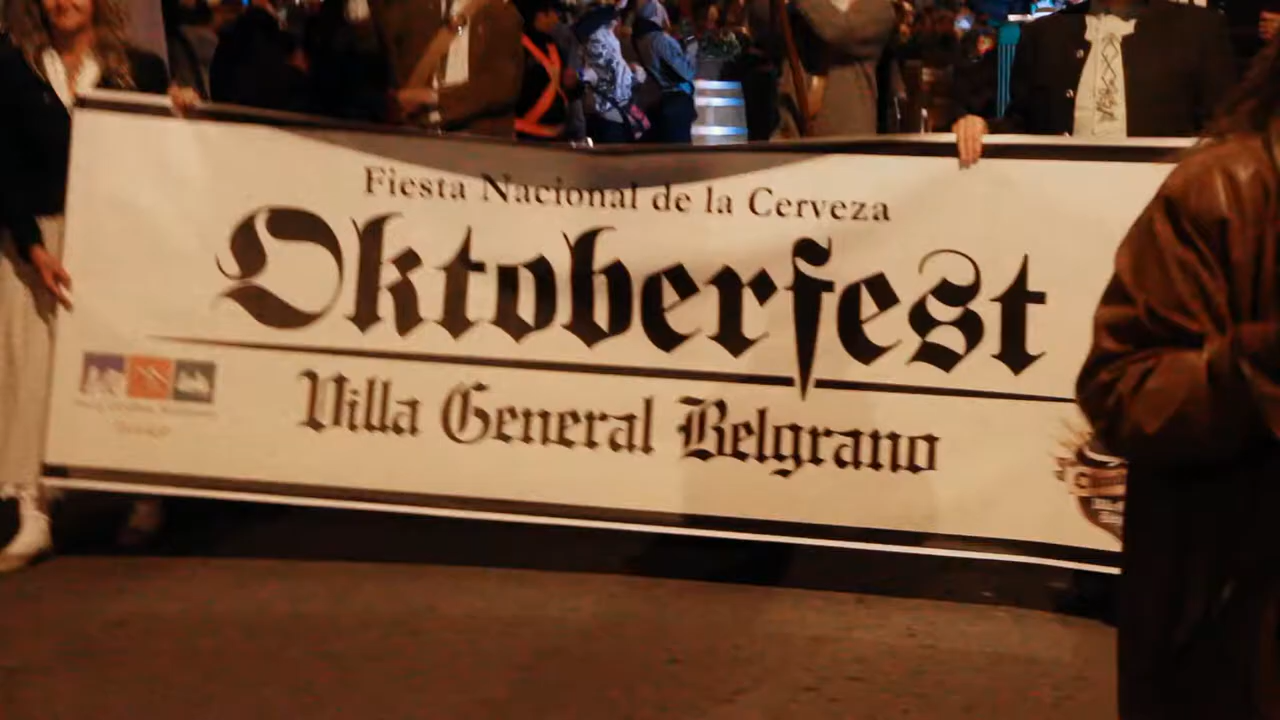 Fiesta Nacional de la Cerveza
Oktoberfest
Villa General Belgrano